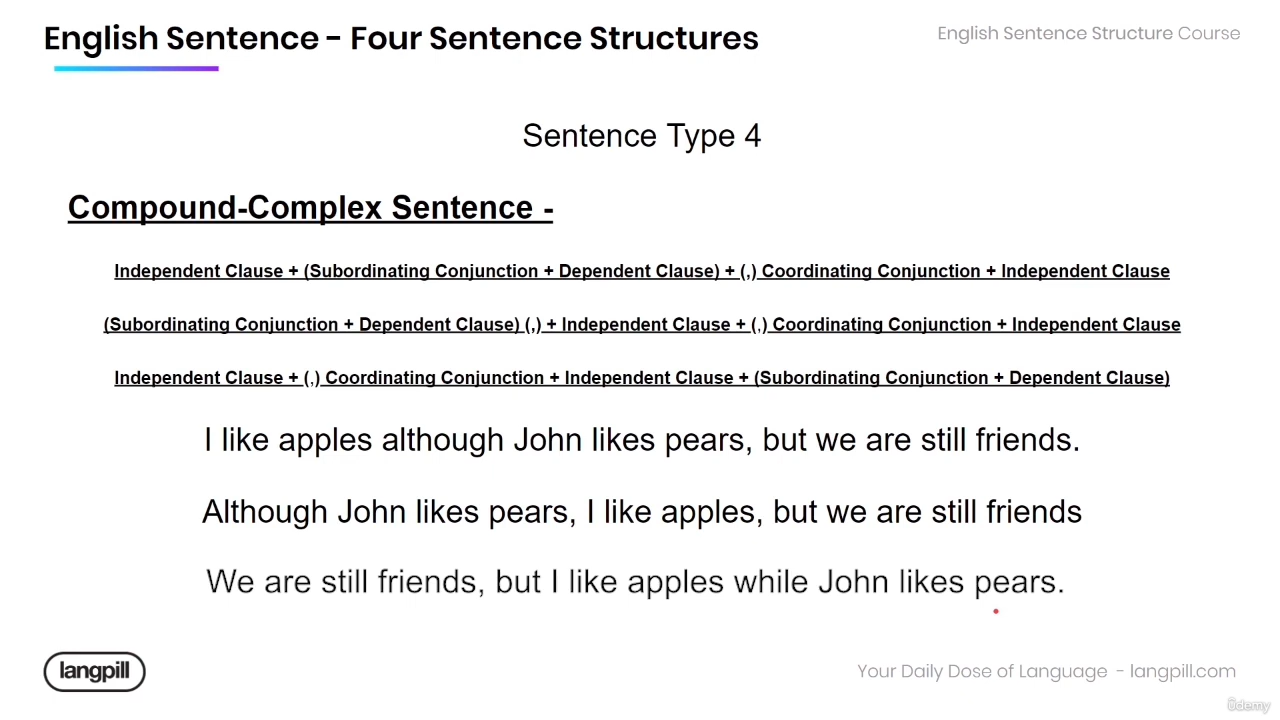 English Sentence - Four Sentence Structures
English Sentence Structure Course
Sentence Type 4
Compound-Complex Sentence -
Independent Clause + (Subordinating Conjunction + Dependent Clause) + (,) Coordinating Conjunction + Independent Clause
(Subordinating Conjunction + Dependent Clause) (,) + Independent Clause + (,) Coordinating Conjunction + Independent Clause
Independent Clause + (,) Coordinating Conjunction + Independent Clause + (Subordinating Conjunction + Dependent Clause)
I like apples although John likes pears, but we are still friends.
Although John likes pears, I like apples, but we are still friends
We are still friends, but I like apples while John likes pears.
langpill
Your Daily Dose of Language - langpill.com
ûdemy